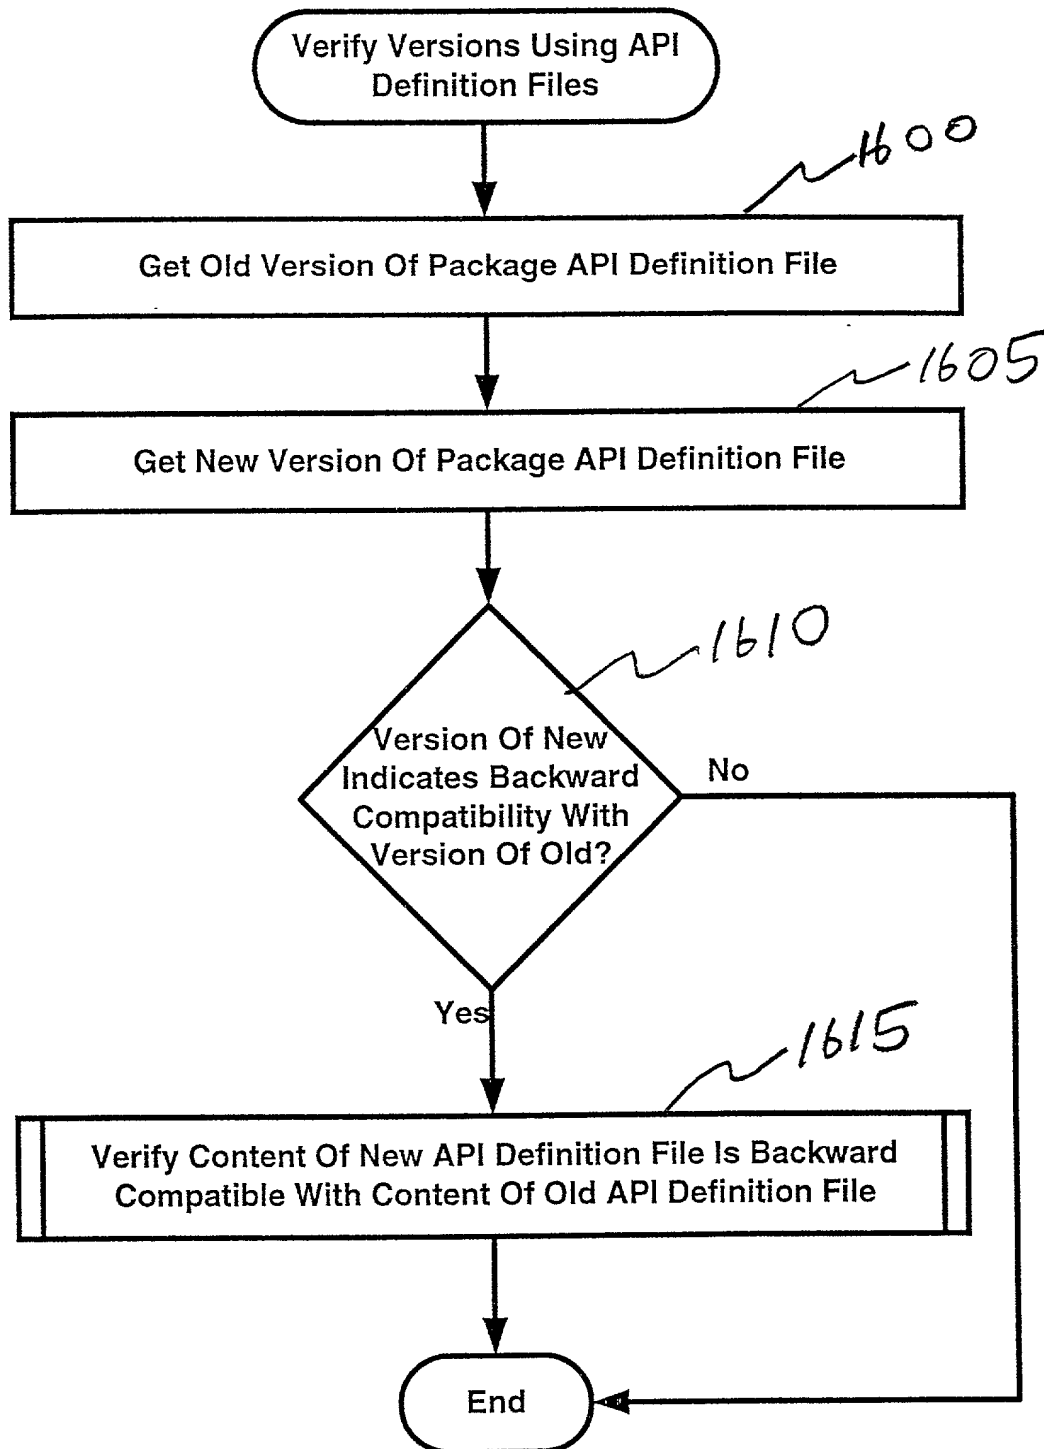 Verify Versions Using API
Definition Files
1600
Get Old Version Of Package API Definition File
1605
Get New Version Of Package API Definition File
1610
Version Of New
Indicates Backward
Compatibility With
Version Of Old?
No
Yes
1615
Verify Content Of New API Definition File Is Backward
Compatible With Content Of Old API Definition File
End